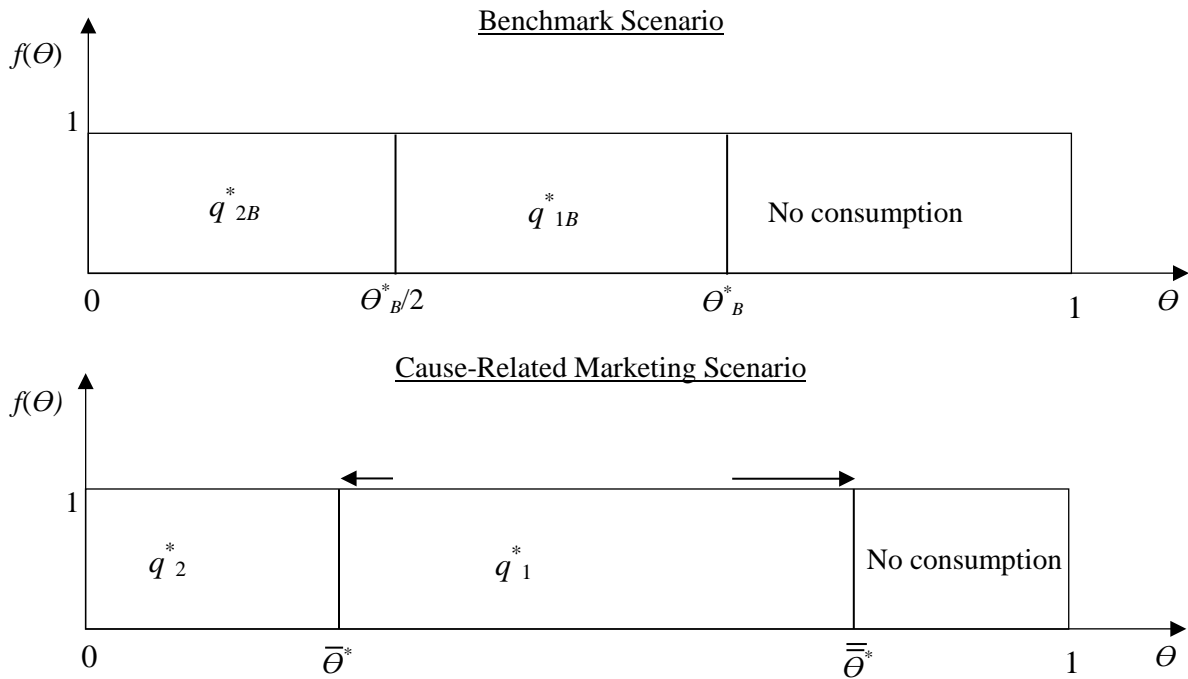 Benchmark Scenario
f(Θ)
1
q*2B
q*1B
No consumption
0
Θ*B/2
Θ*B
1
Θ
Cause-Related Marketing Scenario
f(Θ)
1
q*2
q*1
No consumption
0
Θ̅*
Θ̿*
1
Θ